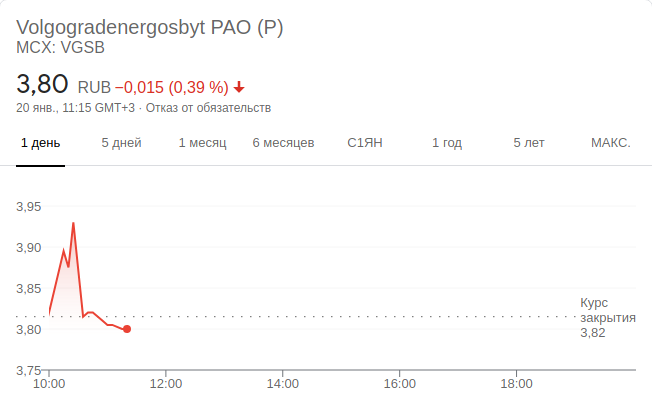 Volgogradenergosbyt PAO (P)
MCX: VGSB
3,80 RUB −0,015 (0,39 %)
20 янв., 11:15 GMT+3 · Отказ от обязательств
1 день 5 дней 1 месяц 6 месяцев С1ЯН 1 год 5 лет МАКС.
3,95
3,90
3,85
3,80
3,75
Курс
закрытия
3,82
10:00 12:00 14:00 16:00 18:00